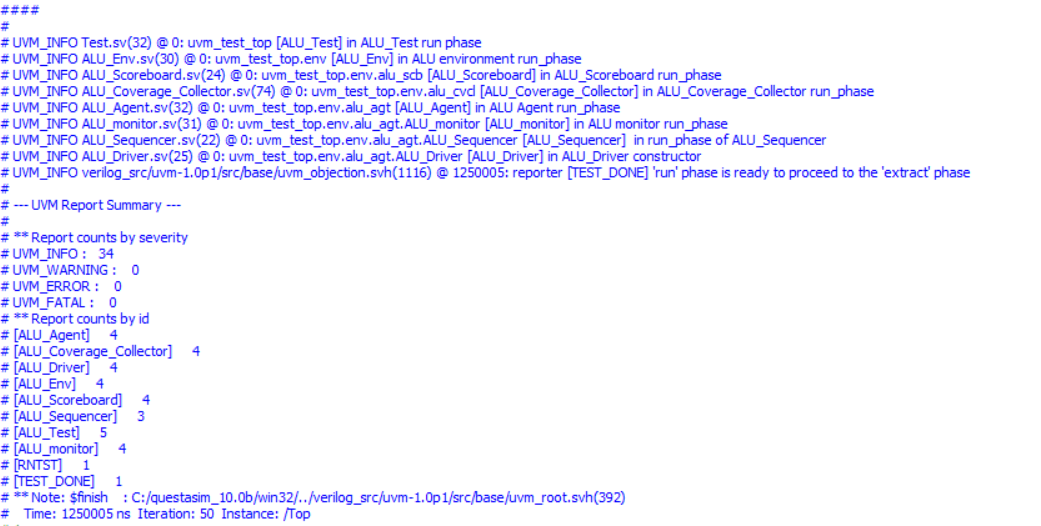 ####
#
# UVM_INFO Test.sv(32) @ 0: uvm_test_top [ALU_Test] in ALU_Test run phase
# UVM_INFO ALU_Env.sv(30) @ 0: uvm_test_top.env [ALU_Env] in ALU environment run_phase
# UVM_INFO ALU_Scoreboard.sv(24) @ 0: uvm_test_top.env.alu_scb [ALU_Scoreboard] in ALU_Scoreboard run_phase
# UVM_INFO ALU_Coverage_Collector.sv(74) @ 0: uvm_test_top.env.alu_cvcl [ALU_Coverage_Collector] in ALU_Coverage_Collector run_phase
# UVM_INFO ALU_Agent.sv(32) @ 0: uvm_test_top.env.alu_agt [ALU_Agent] in ALU Agent run_phase
# UVM_INFO ALU_monitor.sv(31) @ 0: uvm_test_top.env.alu_agt.ALU_monitor [ALU_monitor] in ALU monitor run_phase
# UVM_INFO ALU_Sequencer.sv(22) @ 0: uvm_test_top.env.alu_agt.ALU_Sequencer [ALU_Sequencer]  in run_phase of ALU_Sequencer
# UVM_INFO ALU_Driver.sv(25) @ 0: uvm_test_top.env.alu_agt.ALU_Driver [ALU_Driver] in ALU_Driver constructor
# UVM_INFO verilog_src/uvm-1.0p1/src/base/uvm_objection.svh(1116) @ 1250005: reporter [TEST_DONE] 'run' phase is ready to proceed to the 'extract' phase
#
# --- UVM Report Summary ---
#
# ** Report counts by severity
# UVM_INFO :   34
# UVM_WARNING :    0
# UVM_ERROR :    0
# UVM_FATAL :    0
# ** Report counts by id
# [ALU_Agent]     4
# [ALU_Coverage_Collector]     4
# [ALU_Driver]     4
# [ALU_Env]     4
# [ALU_Scoreboard]     4
# [ALU_Sequencer]     3
# [ALU_Test]     5
# [ALU_monitor]     4
# [RNTST]     1
# [TEST_DONE]     1
# ** Note: $finish    : C:/questasim_10.0b/win32/../verilog_src/uvm-1.0p1/src/base/uvm_root.svh(392)
#    Time: 1250005 ns  Iteration: 50  Instance: /Top